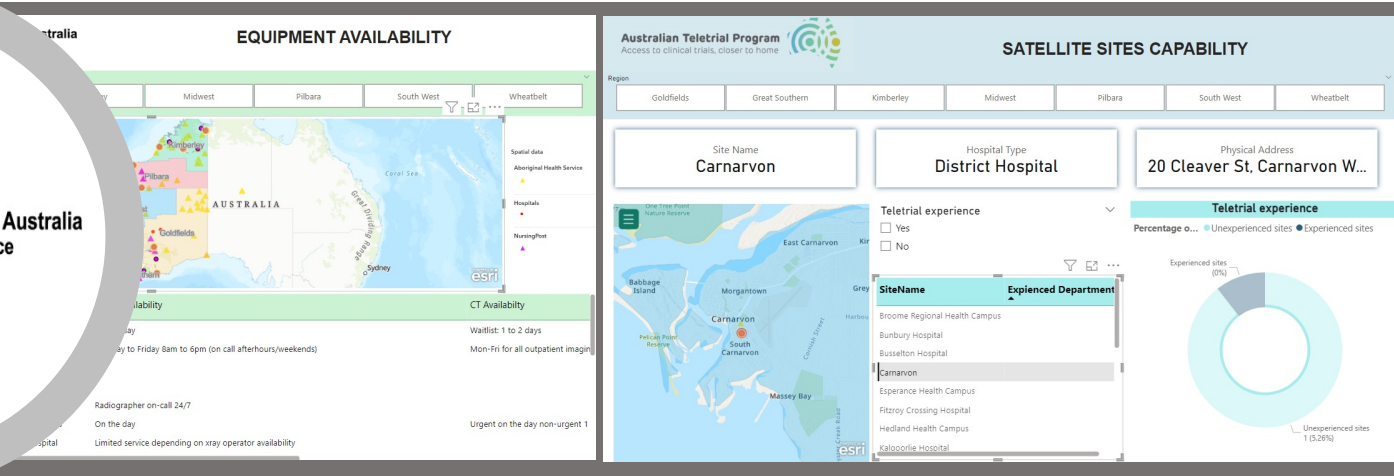 EQUIPMENT AVAILABILITY
Midwest
Pilbara
South West
Wheatbelt
Kimberley
Pilbara
Goldfields
AUSTRALIA
Coral Sea
Great Dividing Range
Sydney
esri
Spatial data
Aboriginal Health Service
Hospitals
NursingPost
Australia
CT Availabilty
Waitlist: 1 to 2 days
to Friday 8am to 6pm (on call afterhours/weekends)
Mon-Fri for all outpatient imagin
Radiographer on-call 24/7
On the day
Urgent on the day non-urgent 1
Limited service depending on xray operator availability
Australian Teletrial Program
Access to clinical trials, closer to home
SATELLITE SITES CAPABILITY
Region
Goldfields
Great Southern
Kimberley
Midwest
Pilbara
South West
Wheatbelt
Site Name
Carnarvon
Hospital Type
District Hospital
Physical Address
20 Cleaver St, Carnarvon W...
One Tree Point
Nature Reserve
East Carnarvon
Kin
Babbage
Island
Morgantown
Grey
Carnarvon
Harbou
Pelican Point
Reserve
South
Carnarvon
Cornish Street
Massey Bay
esri
Teletrial experience
Yes
No
SiteName
Expienced Department
Broome Regional Health Campus
Bunbury Hospital
Busselton Hospital
Carnarvon
Esperance Health Campus
Fitzroy Crossing Hospital
Hedland Health Campus
Kalgoorlie Hospital
Teletrial experience
Percentage o...
Unexperienced sites
Experienced sites
Experienced sites
(0%)
Unexperienced sites
1 (5.26%)